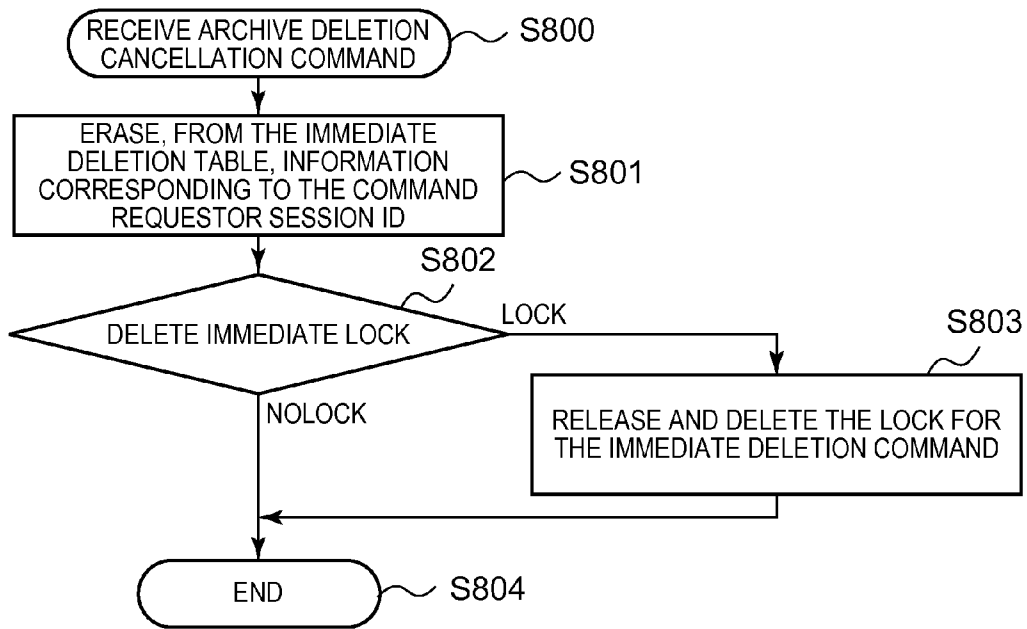 RECEIVE ARCHIVE DELETION
CANCELLATION COMMAND
S800
ERASE, FROM THE IMMEDIATE
DELETION TABLE, INFORMATION
CORRESPONDING TO THE COMMAND
REQUESTOR SESSION ID
S801
S802
DELETE IMMEDIATE LOCK
LOCK
S803
RELEASE AND DELETE THE LOCK FOR
THE IMMEDIATE DELETION COMMAND
NOLOCK
END
S804